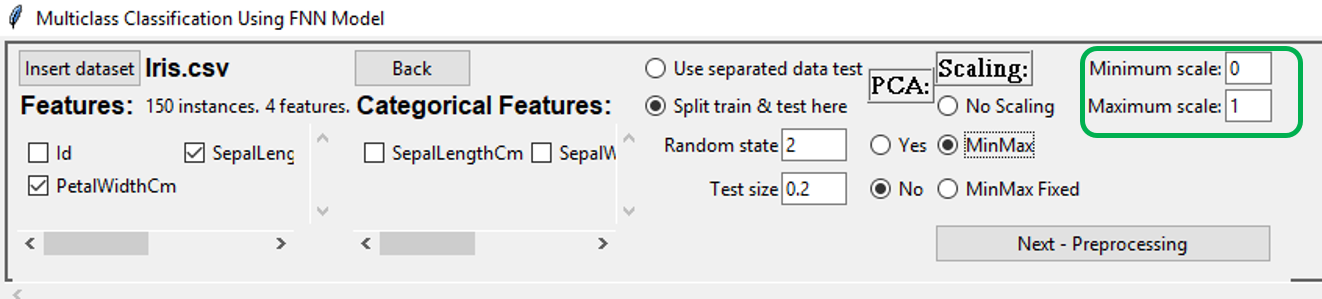 Multiclass Classification Using FNN Model
Insert dataset Iris.csv Back Use separated data test PCA: Scaling: Minimum scale: 0
Features: 150 instances. 4 features. Categorical Features: Split train & test here No Scaling Maximum scale: 1
Id SepalLeng SepalLengthCm SepalW Random state 2 Yes MinMax
PetalWidthCm Test size 0.2 No MinMax Fixed
Next - Preprocessing